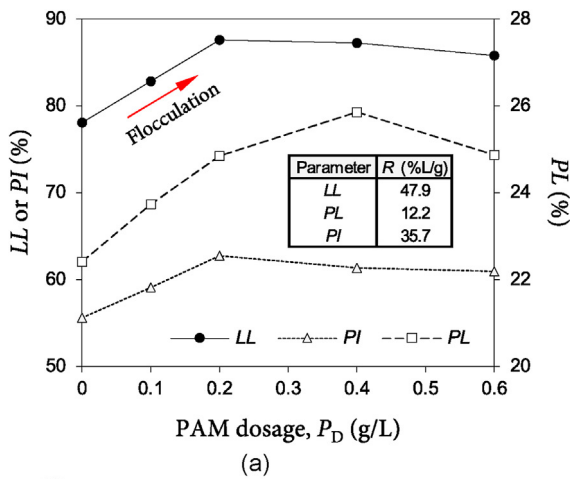 90
80
70
60
50
LL or PI (%)
28
26
24
22
20
PL (%)
Flocculation
Parameter R (%L/g)
LL 47.9
PL 12.2
PI 35.7
LL PI PL
0 0.1 0.2 0.3 0.4 0.5 0.6
PAM dosage, P_D (g/L)
(a)